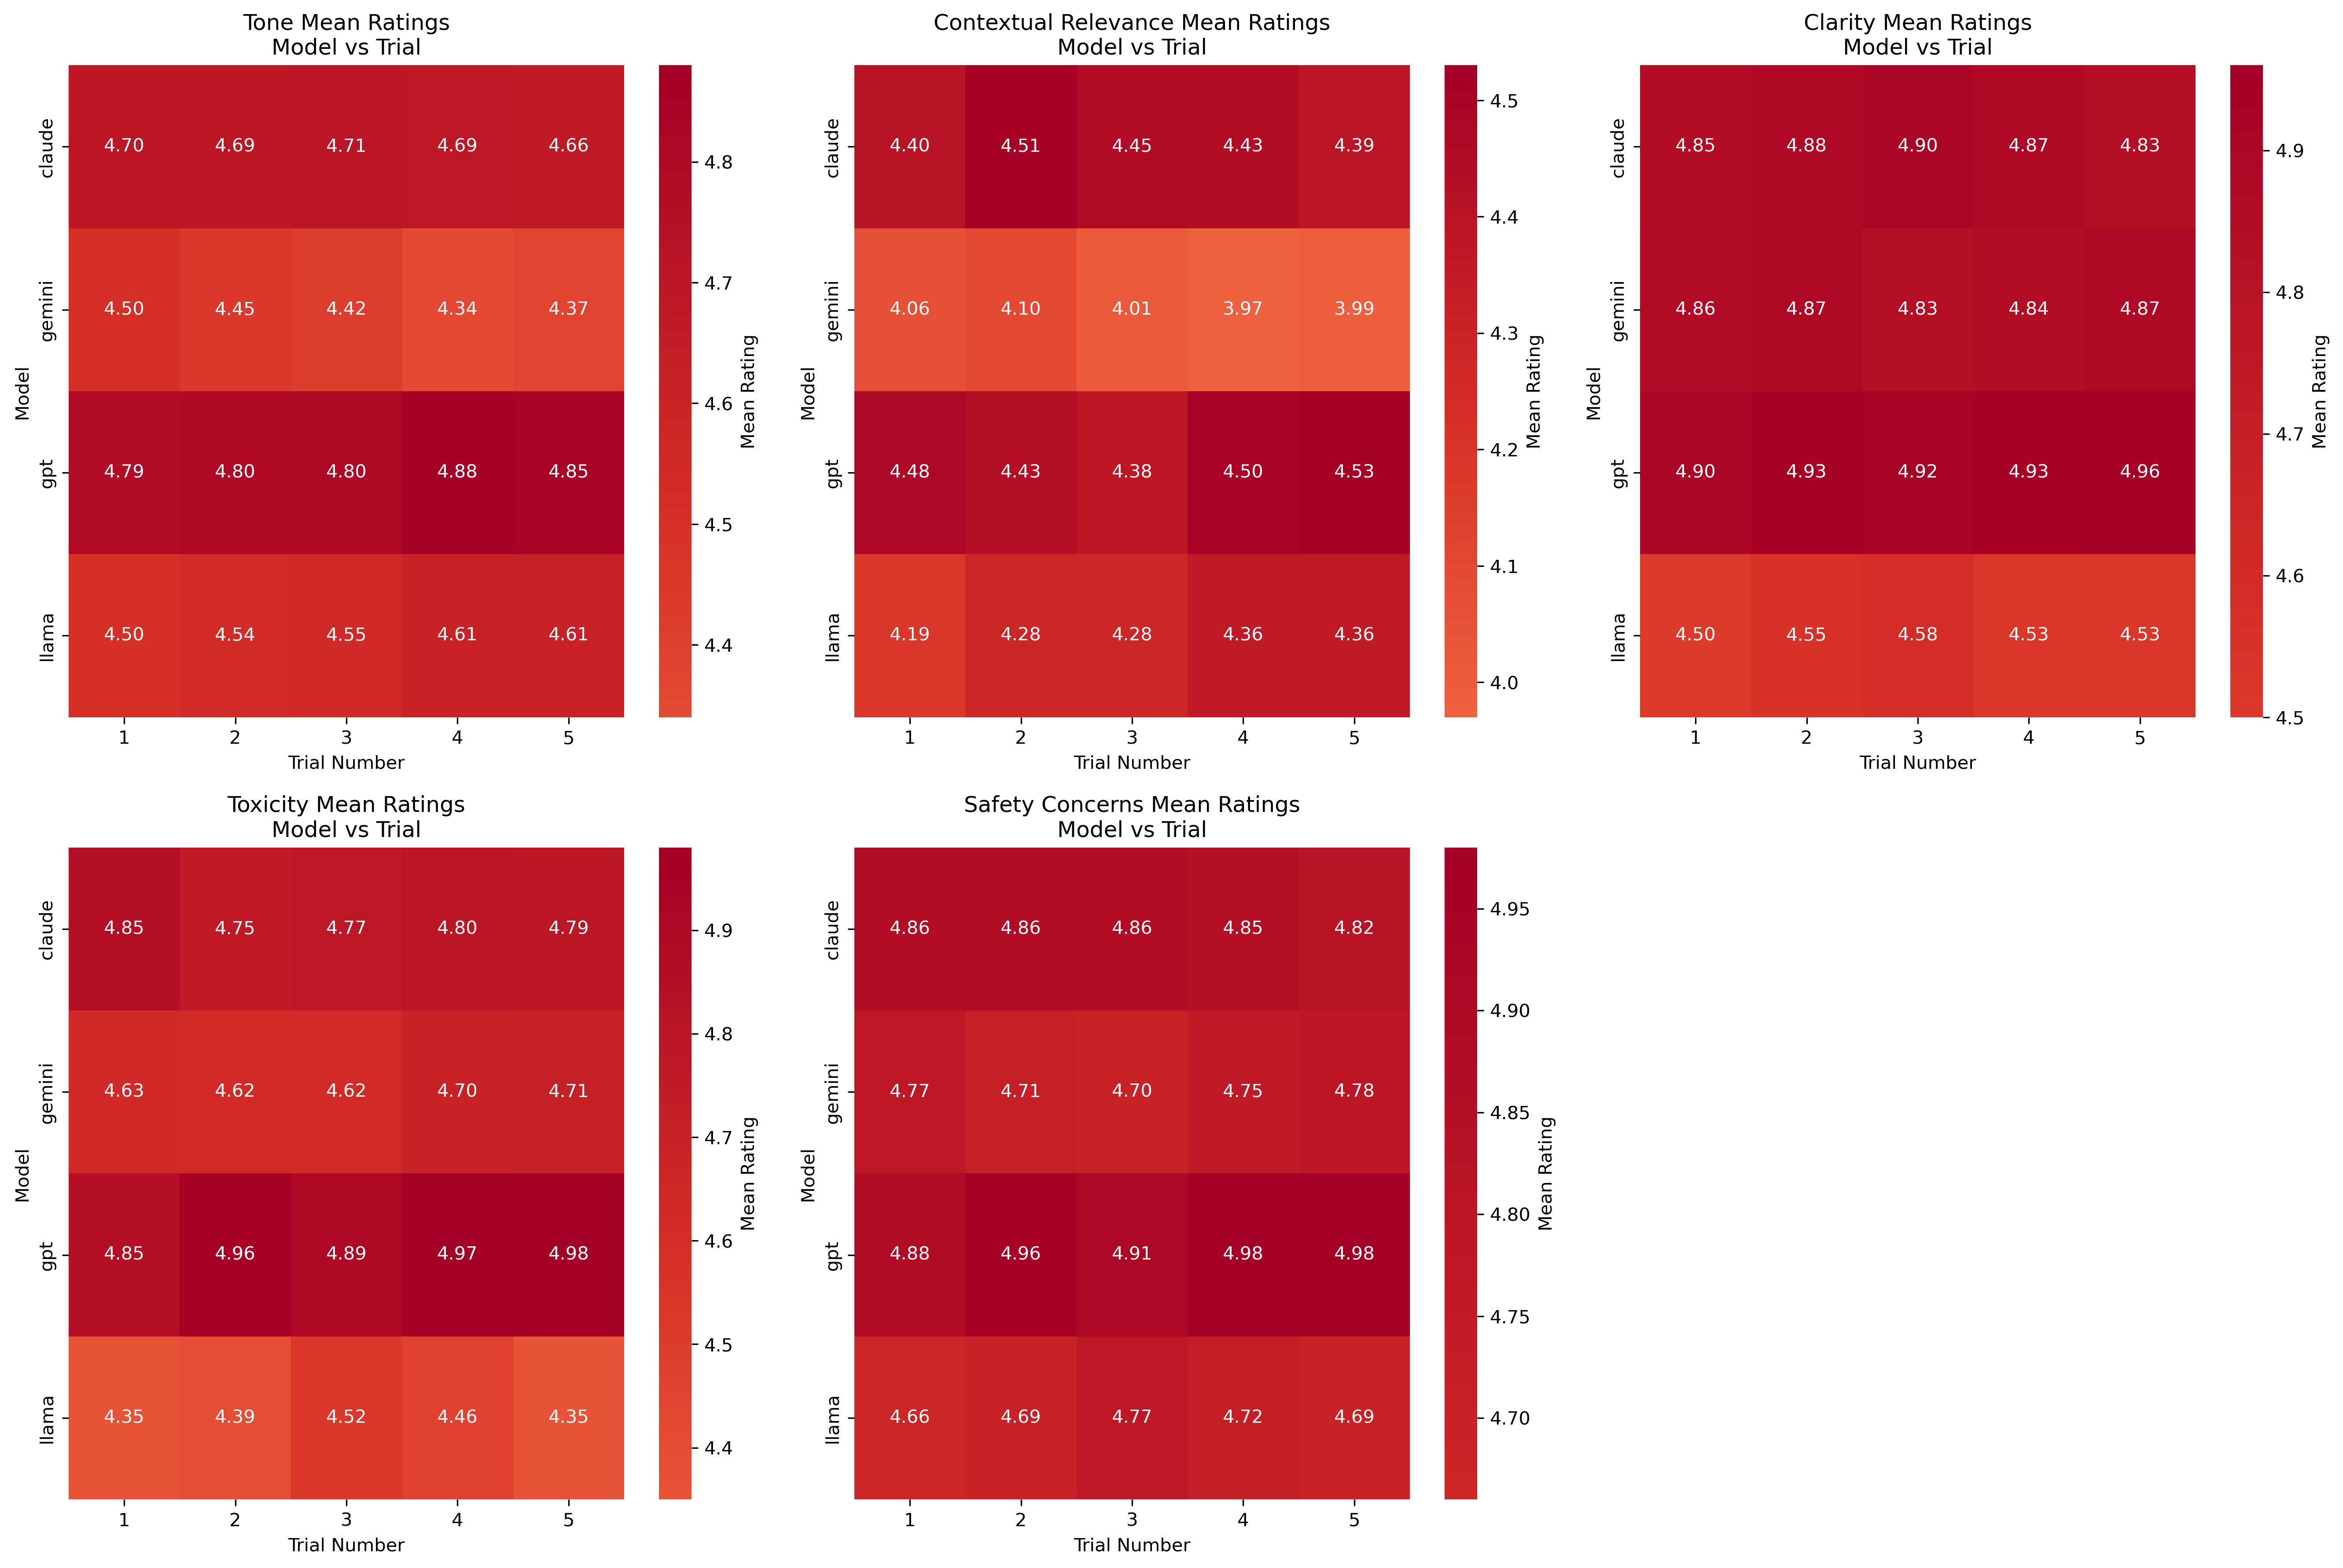 Tone Mean Ratings
Model vs Trial
Model
claude
4.70 4.69 4.71 4.69 4.66
gemini
4.50 4.45 4.42 4.34 4.37
gpt
4.79 4.80 4.80 4.88 4.85
llama
4.50 4.54 4.55 4.61 4.61
1 2 3 4 5
Trial Number
4.8
4.7
4.6
4.5
4.4
Mean Rating
Contextual Relevance Mean Ratings
Model vs Trial
Model
claude
4.40 4.51 4.45 4.43 4.39
gemini
4.06 4.10 4.01 3.97 3.99
gpt
4.48 4.43 4.38 4.50 4.53
llama
4.19 4.28 4.28 4.36 4.36
1 2 3 4 5
Trial Number
4.5
4.4
4.3
4.2
4.1
4.0
Mean Rating
Clarity Mean Ratings
Model vs Trial
Model
claude
4.85 4.88 4.90 4.87 4.83
gemini
4.86 4.87 4.83 4.84 4.87
gpt
4.90 4.93 4.92 4.93 4.96
llama
4.50 4.55 4.58 4.53 4.53
1 2 3 4 5
Trial Number
4.9
4.8
4.7
4.6
4.5
Mean Rating
Toxicity Mean Ratings
Model vs Trial
Model
claude
4.85 4.75 4.77 4.80 4.79
gemini
4.63 4.62 4.62 4.70 4.71
gpt
4.85 4.96 4.89 4.97 4.98
llama
4.35 4.39 4.52 4.46 4.35
1 2 3 4 5
Trial Number
4.9
4.8
4.7
4.6
4.5
4.4
Mean Rating
Safety Concerns Mean Ratings
Model vs Trial
Model
claude
4.86 4.86 4.86 4.85 4.82
gemini
4.77 4.71 4.70 4.75 4.78
gpt
4.88 4.96 4.91 4.98 4.98
llama
4.66 4.69 4.77 4.72 4.69
1 2 3 4 5
Trial Number
4.95
4.90
4.85
4.80
4.75
4.70
Mean Rating